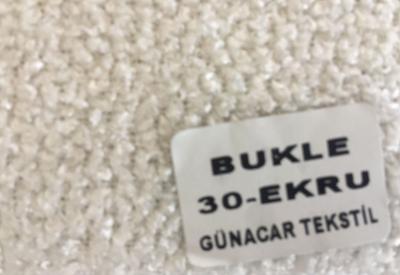 BUKLE
30-EKRU
GÜNACAR TEKSTİL